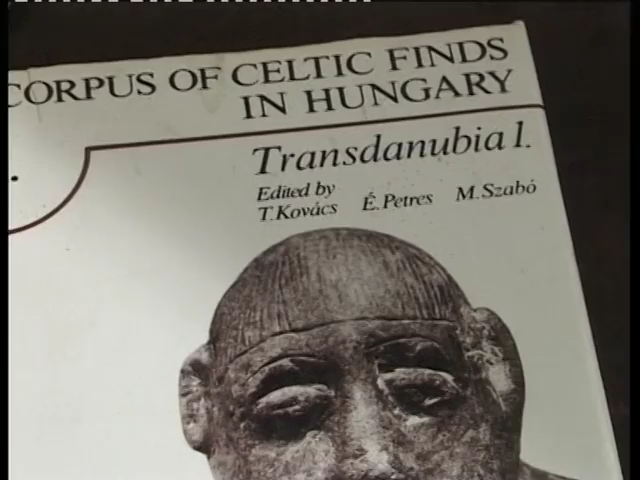 CORPUS OF CELTIC FINDS
IN HUNGARY
Transdanubia 1.
Edited by
T. Kovács É. Petres M. Szabó